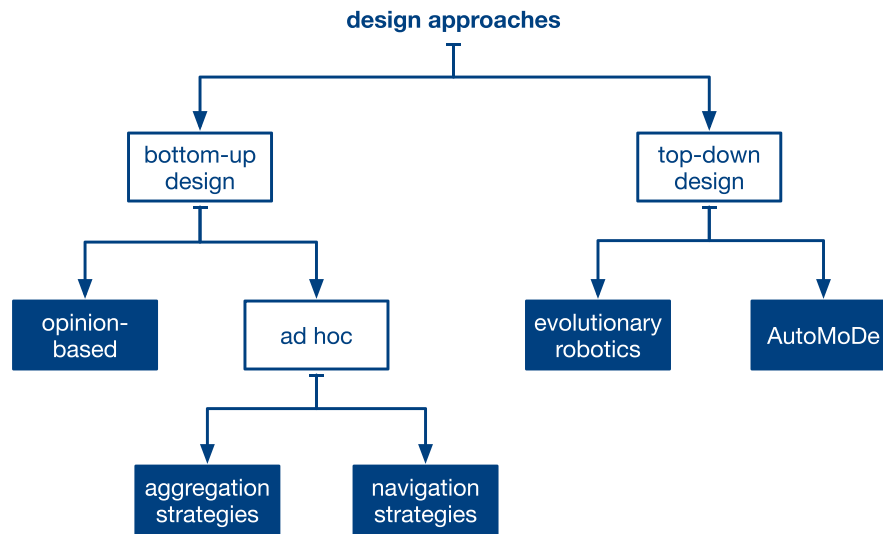 design approaches
bottom-up
design
top-down
design
opinion-
based
ad hoc
evolutionary
robotics
AutoMoDe
aggregation
strategies
navigation
strategies